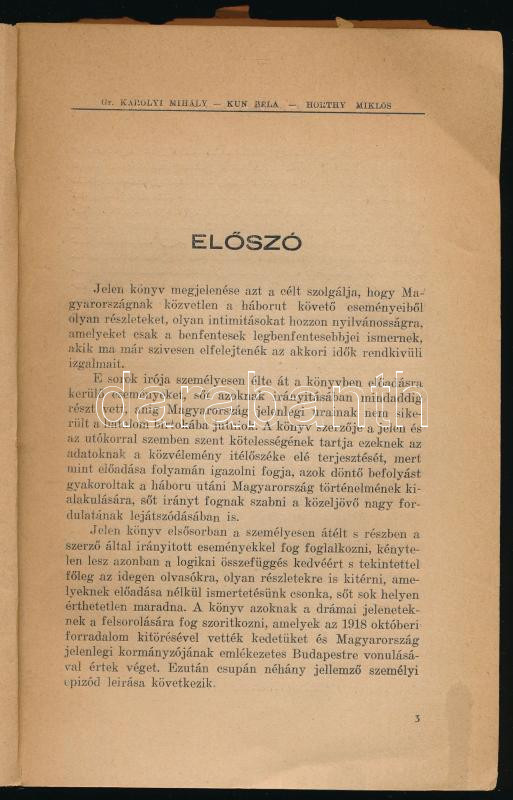 Gr. KÁROLYI MIHÁLY — KUN BÉLA — HORTHY MIKLÓS
ELŐSZÓ
Jelen könyv megjelenése azt a célt szolgálja, hogy Ma-
gyarországnak közvetlen a háborut követő eseményeiből
olyan részleteket, olyan intimitásokat hozzon nyilvánosságra,
amelyeket csak a benfentesek legbenfentesebbjei ismernek,
akik ma már szivesen elfelejtenék az akkori idők rendkivüli
izgalmait.
E sorok irója személyesen élte át a könyvben előadásra
kerülő eseményeket, sőt azoknak irányitásában mindaddig
részt vett, amig Magyarország jelenlegi urainak nem sike-
rült a hatalom birtokába jutniok. A könyv szerzője a jelen és
az utókorral szemben szent kötelességének tartja ezeknek az
adatoknak a közvélemény itélőszéke elé terjesztését, mert
mint előadása folyamán igazolni fogja, azok döntő befolyást
gyakoroltak a háboru utáni Magyarország történelmének ki-
alakulására, sőt irányt fognak szabni a közeljövő nagy for-
dulatának lejátszódásában is.
Jelen könyv elsősorban a személyesen átélt s részben a
szerző által irányitott eseményekkel fog foglalkozni, kényte-
len lesz azonban a logikai összefüggés kedvéért s tekintettel
főleg az idegen olvasókra, olyan részletekre is kitérni, ame-
lyeknek előadása nélkül ismertetésünk csonka, sőt sok helyen
érthetetlen maradna. A könyv azoknak a drámai jelenetek-
nek a felsorolására fog szoritkozni, amelyek az 1918 októberi
forradalom kitörésével vették kedetüket és Magyarország
jelenlegi kormányzójának emlékezetes Budapestre vonulásá-
val értek véget. Ezután csupán néhány jellemző személyi
epizód leirása következik.
3
darabanth